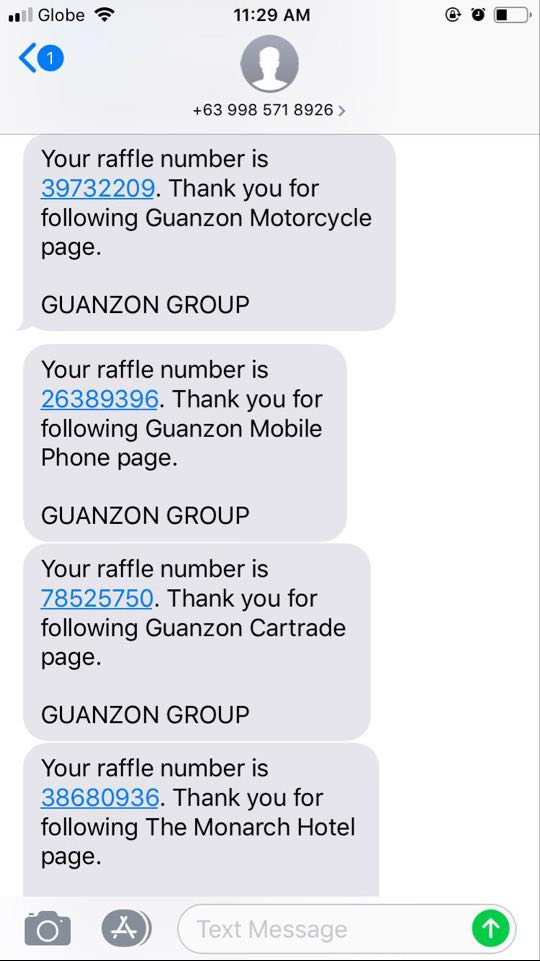 Globe 11:29 AM
1
+63 998 571 8926 >
Your raffle number is
39732209. Thank you for
following Guanzon Motorcycle
page.
GUANZON GROUP
Your raffle number is
26389396. Thank you for
following Guanzon Mobile
Phone page.
GUANZON GROUP
Your raffle number is
78525750. Thank you for
following Guanzon Cartrade
page.
GUANZON GROUP
Your raffle number is
38680936. Thank you for
following The Monarch Hotel
page.
Text Message